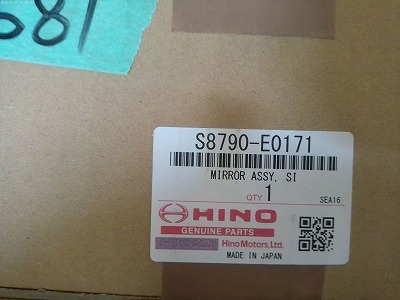 681
S8790-E0171
MIRROR ASSY, SI
QTY 1
SEA16
HINO
GENUINE PARTS
Hino Motors, Ltd.
MADE IN JAPAN